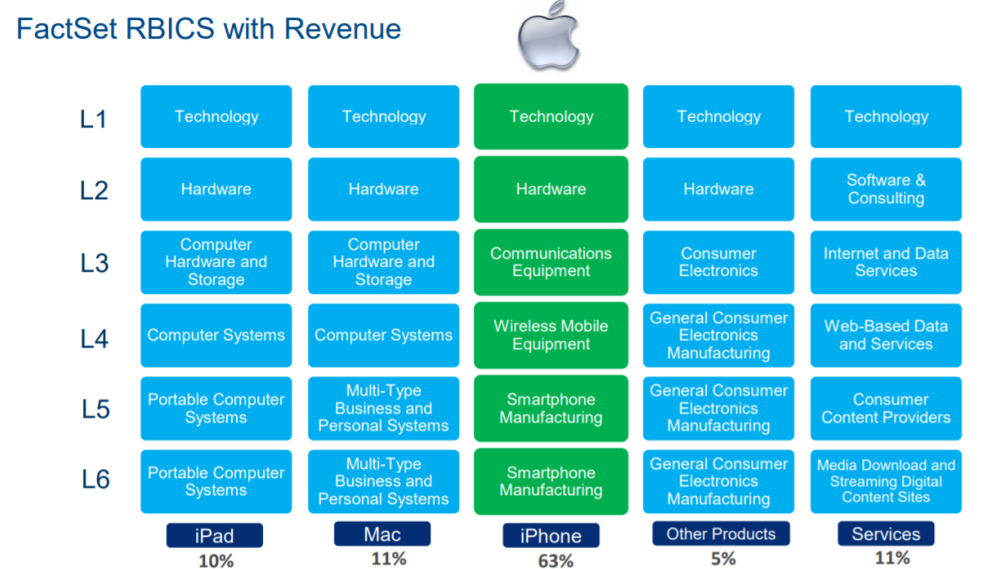 FactSet RBICS with Revenue
L1
Technology
Technology
Technology
Technology
Technology
L2
Hardware
Hardware
Hardware
Hardware
Software &
Consulting
L3
Computer
Hardware and
Storage
Computer
Hardware and
Storage
Communications
Equipment
Consumer
Electronics
Internet and Data
Services
L4
Computer Systems
Computer Systems
Wireless Mobile
Equipment
General Consumer
Electronics
Manufacturing
Web-Based Data
and Services
L5
Portable Computer
Systems
Multi-Type
Business and
Personal Systems
Smartphone
Manufacturing
General Consumer
Electronics
Manufacturing
Consumer
Content Providers
L6
Portable Computer
Systems
Multi-Type
Business and
Personal Systems
Smartphone
Manufacturing
General Consumer
Electronics
Manufacturing
Media Download and
Streaming Digital
Content Sites
iPad
Mac
iPhone
Other Products
Services
10%
11%
63%
5%
11%